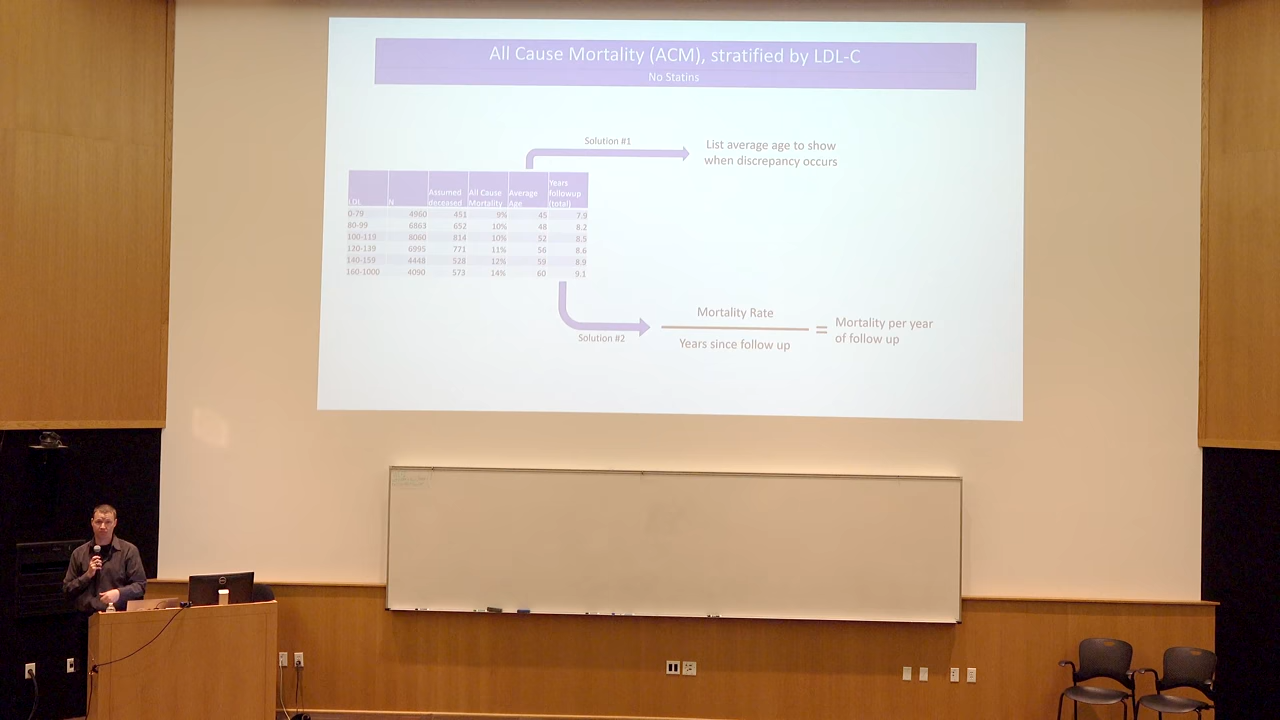 All Cause Mortality (ACM), stratified by LDL-C
No Statins
Solution #1
List average age to show
when discrepancy occurs
LDL N Assumed deceased All Cause Mortality Average Age Years followup (total)
0-79 4960 451 9% 45 7.9
80-99 6863 652 10% 48 8.2
100-119 8060 814 10% 52 8.5
120-139 6995 771 11% 56 8.6
140-159 4448 528 12% 59 8.9
160-1000 4090 573 14% 60 9.1
Solution #2
Mortality Rate
Years since follow up
=
Mortality per year
of follow up